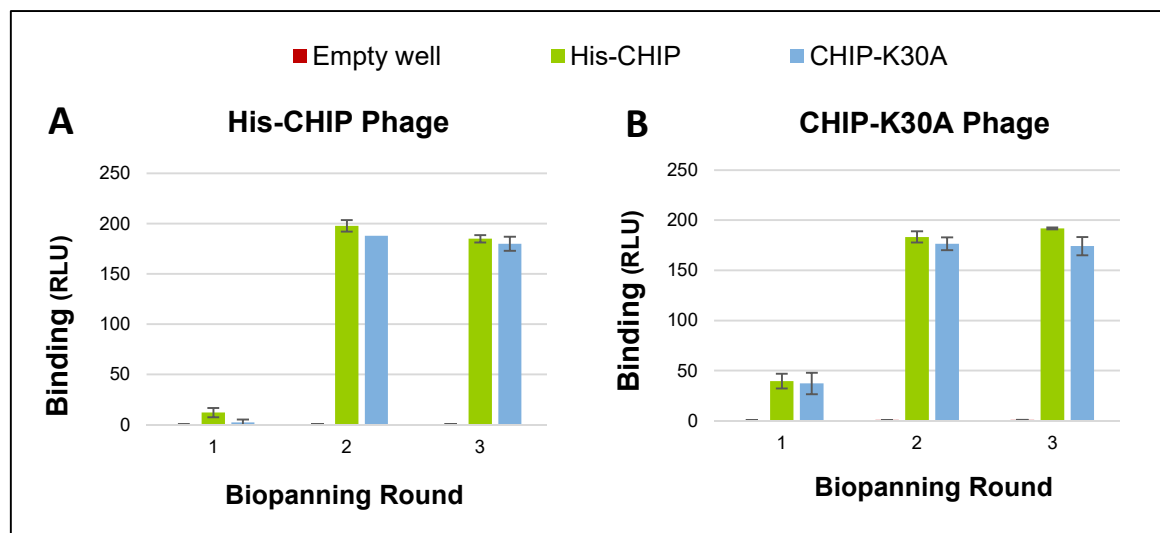 Empty well His-CHIP CHIP-K30A
A His-CHIP Phage
250
200
150
100
50
0
Binding (RLU)
1 2 3
Biopanning Round
B CHIP-K30A Phage
250
200
150
100
50
0
Binding (RLU)
1 2 3
Biopanning Round